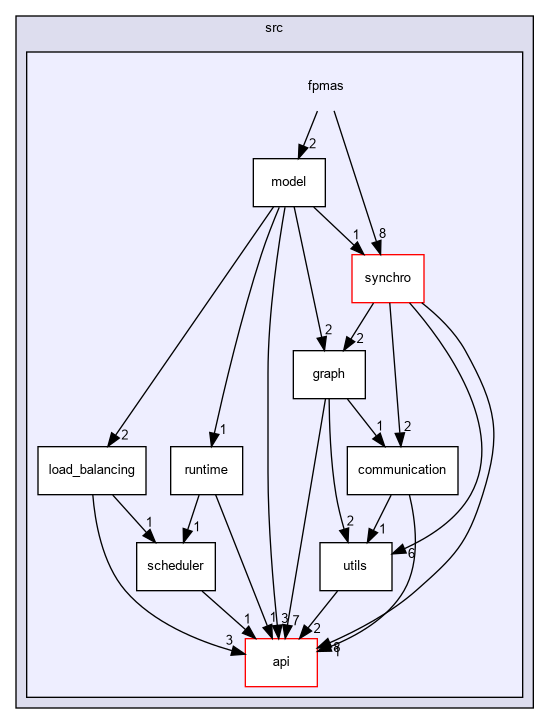 src
fpmas
2
model
1
8
synchro
2
2
graph
2
1
1
2
load_balancing
runtime
communication
1
1
2
1
6
scheduler
utils
1
1
3
7
2
3
8
1
api